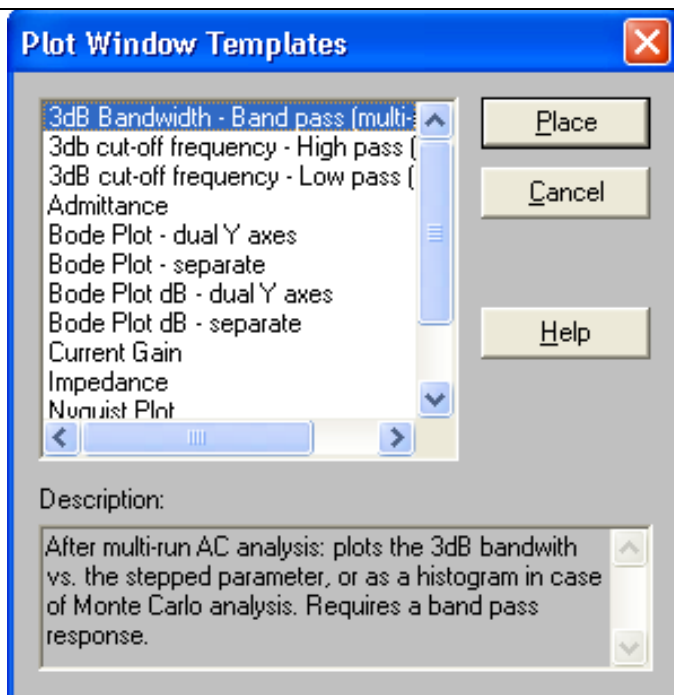 Plot Window Templates
3dB Bandwidth - Band pass (multi-
3db cut-off frequency - High pass (
3dB cut-off frequency - Low pass (
Admittance
Bode Plot - dual Y axes
Bode Plot - separate
Bode Plot dB - dual Y axes
Bode Plot dB - separate
Current Gain
Impedance
Nyquist Plot
Place
Cancel
Help
Description:
After multi-run AC analysis: plots the 3dB bandwith
vs. the stepped parameter, or as a histogram in case
of Monte Carlo analysis. Requires a band pass
response.